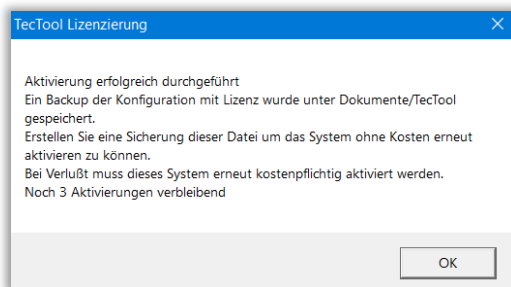 TecTool Lizenzierung
Aktivierung erfolgreich durchgeführt
Ein Backup der Konfiguration mit Lizenz wurde unter Dokumente/TecTool
gespeichert.
Erstellen Sie eine Sicherung dieser Datei um das System ohne Kosten erneut
aktivieren zu können.
Bei Verlußt muss dieses System erneut kostenpflichtig aktiviert werden.
Noch 3 Aktivierungen verbleibend
OK